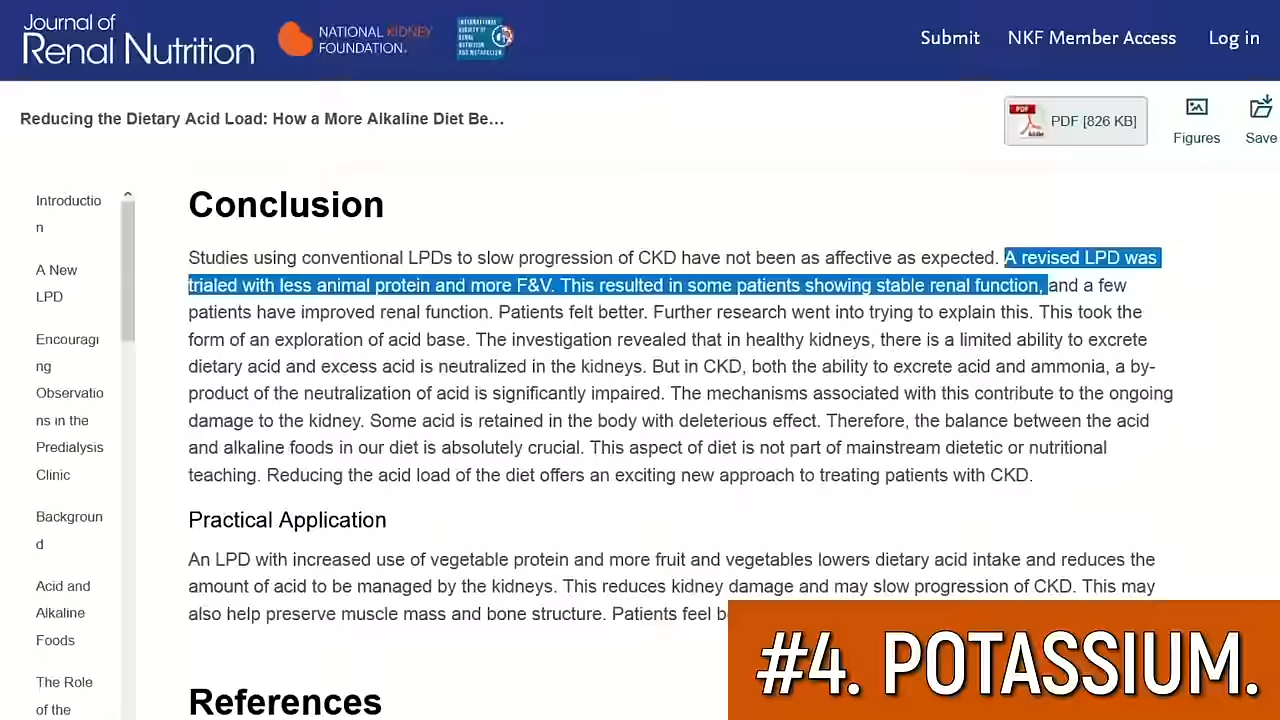 Journal of
Renal Nutrition
NATIONAL KIDNEY
FOUNDATION.
INTERNATIONAL
SOCIETY OF
RENAL
NUTRITION
AND METABOLISM
Submit NKF Member Access Log in
Reducing the Dietary Acid Load: How a More Alkaline Diet Be…
PDF
Adobe
PDF [826 KB]
Figures
Save
Introductio
n
A New
LPD
Encouragi
ng
Observatio
ns in the
Predialysis
Clinic
Backgroun
d
Acid and
Alkaline
Foods
The Role
of the
Conclusion
Studies using conventional LPDs to slow progression of CKD have not been as affective as expected. A revised LPD was
trialed with less animal protein and more F&V. This resulted in some patients showing stable renal function, and a few
patients have improved renal function. Patients felt better. Further research went into trying to explain this. This took the
form of an exploration of acid base. The investigation revealed that in healthy kidneys, there is a limited ability to excrete
dietary acid and excess acid is neutralized in the kidneys. But in CKD, both the ability to excrete acid and ammonia, a by-
product of the neutralization of acid is significantly impaired. The mechanisms associated with this contribute to the ongoing
damage to the kidney. Some acid is retained in the body with deleterious effect. Therefore, the balance between the acid
and alkaline foods in our diet is absolutely crucial. This aspect of diet is not part of mainstream dietetic or nutritional
teaching. Reducing the acid load of the diet offers an exciting new approach to treating patients with CKD.
Practical Application
An LPD with increased use of vegetable protein and more fruit and vegetables lowers dietary acid intake and reduces the
amount of acid to be managed by the kidneys. This reduces kidney damage and may slow progression of CKD. This may
also help preserve muscle mass and bone structure. Patients feel b
References
#4. POTASSIUM.